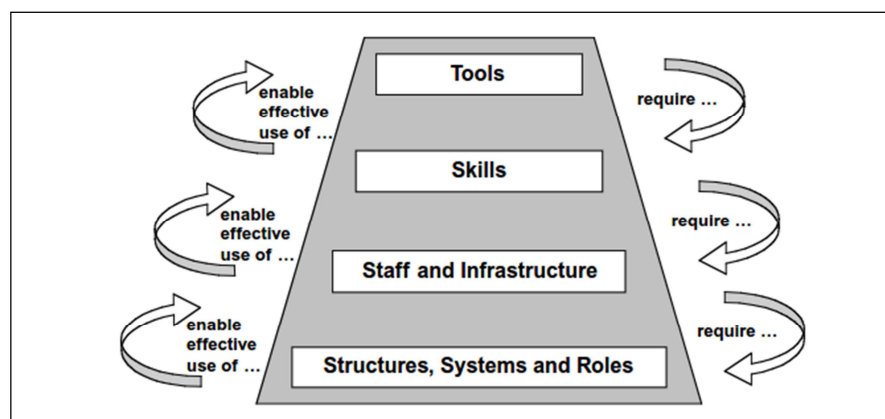 Tools
enable
effective
use of ...
require ...
Skills
enable
effective
use of ...
require ...
Staff and Infrastructure
enable
effective
use of ...
require ...
Structures, Systems and Roles